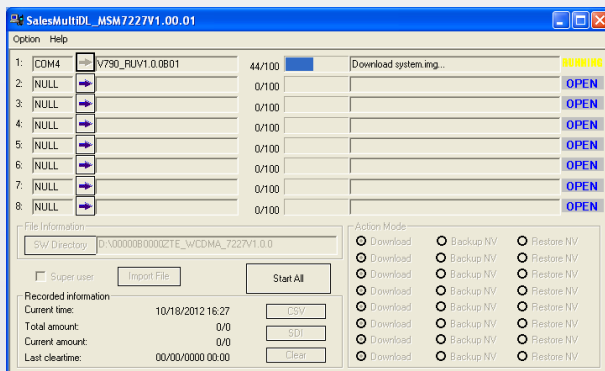 SalesMultiDL_MSM7227V1.00.01
Option Help
1: COM4 V790_RUV1.0.0B01 44/100 Download system.img...
2: NULL 0/100 OPEN
3: NULL 0/100 OPEN
4: NULL 0/100 OPEN
5: NULL 0/100 OPEN
6: NULL 0/100 OPEN
7: NULL 0/100 OPEN
8: NULL 0/100 OPEN
File Information
SW Directory D:\00000B0000ZTE_WCDMA_7227V1.0.0
Super user Import File Start All
Recorded information
Current time: 10/18/2012 16:27 CSV
Total amount: 0/0
Current amount: 0/0 SDI
Last cleartime: 00/00/0000 00:00 Clear
Action Mode
Download Backup NV Restore NV
Download Backup NV Restore NV
Download Backup NV Restore NV
Download Backup NV Restore NV
Download Backup NV Restore NV
Download Backup NV Restore NV
Download Backup NV Restore NV
Download Backup NV Restore NV